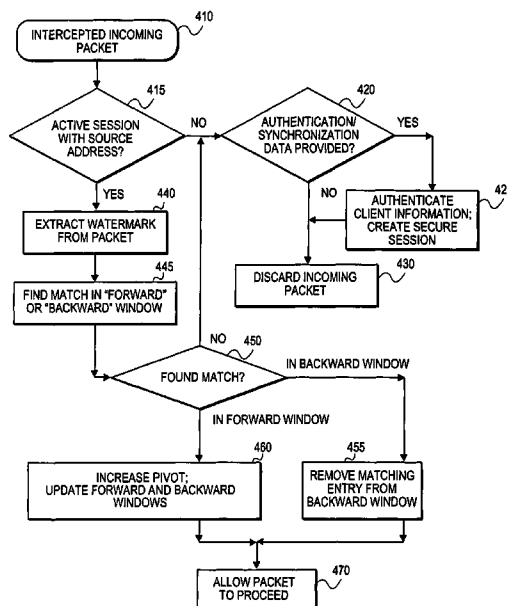 410
INTERCEPTED INCOMING
PACKET
415
ACTIVE SESSION
WITH SOURCE
ADDRESS?
NO
420
AUTHENTICATION/
SYNCHRONIZATION
DATA PROVIDED?
YES
YES
440
EXTRACT WATERMARK
FROM PACKET
NO
42
AUTHENTICATE
CLIENT INFORMATION;
CREATE SECURE
SESSION
445
FIND MATCH IN "FORWARD"
OR "BACKWARD" WINDOW
430
DISCARD INCOMING
PACKET
NO
450
FOUND MATCH?
IN BACKWARD WINDOW
IN FORWARD WINDOW
460
INCREASE PIVOT;
UPDATE FORWARD AND BACKWARD
WINDOWS
455
REMOVE MATCHING
ENTRY FROM
BACKWARD WINDOW
470
ALLOW PACKET
TO PROCEED